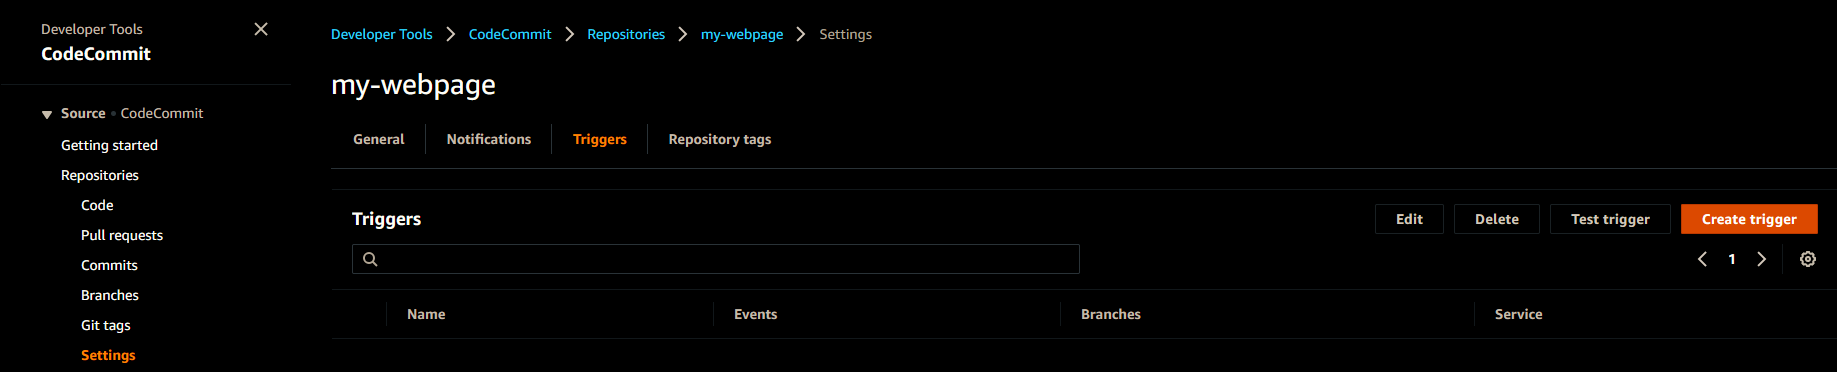 Developer Tools
CodeCommit
Source • CodeCommit
Getting started
Repositories
Code
Pull requests
Commits
Branches
Git tags
Settings
Developer Tools > CodeCommit > Repositories > my-webpage > Settings
my-webpage
General Notifications Triggers Repository tags
Triggers Edit Delete Test trigger Create trigger
1
Name Events Branches Service